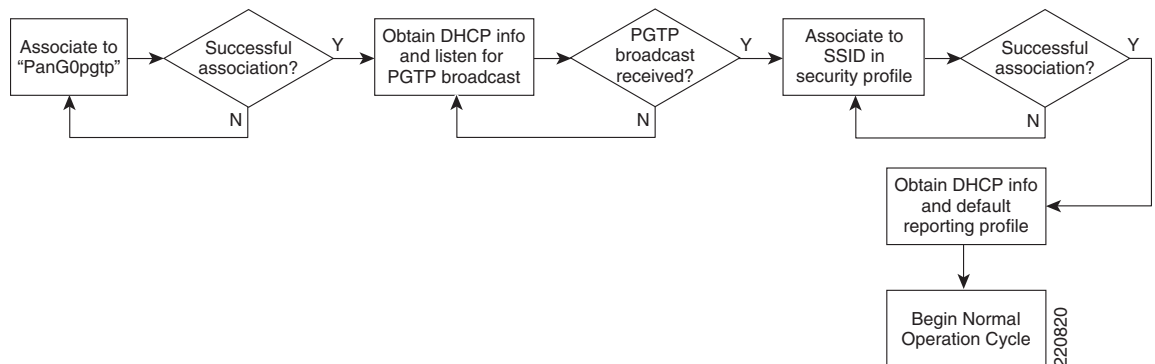 Associate to
“PanG0pgtp”
Successful
association?
Y
N
Obtain DHCP info
and listen for
PGTP broadcast
PGTP
broadcast
received?
Y
N
Associate to
SSID in
security profile
Successful
association?
Y
N
Obtain DHCP info
and default
reporting profile
Begin Normal
Operation Cycle
220820